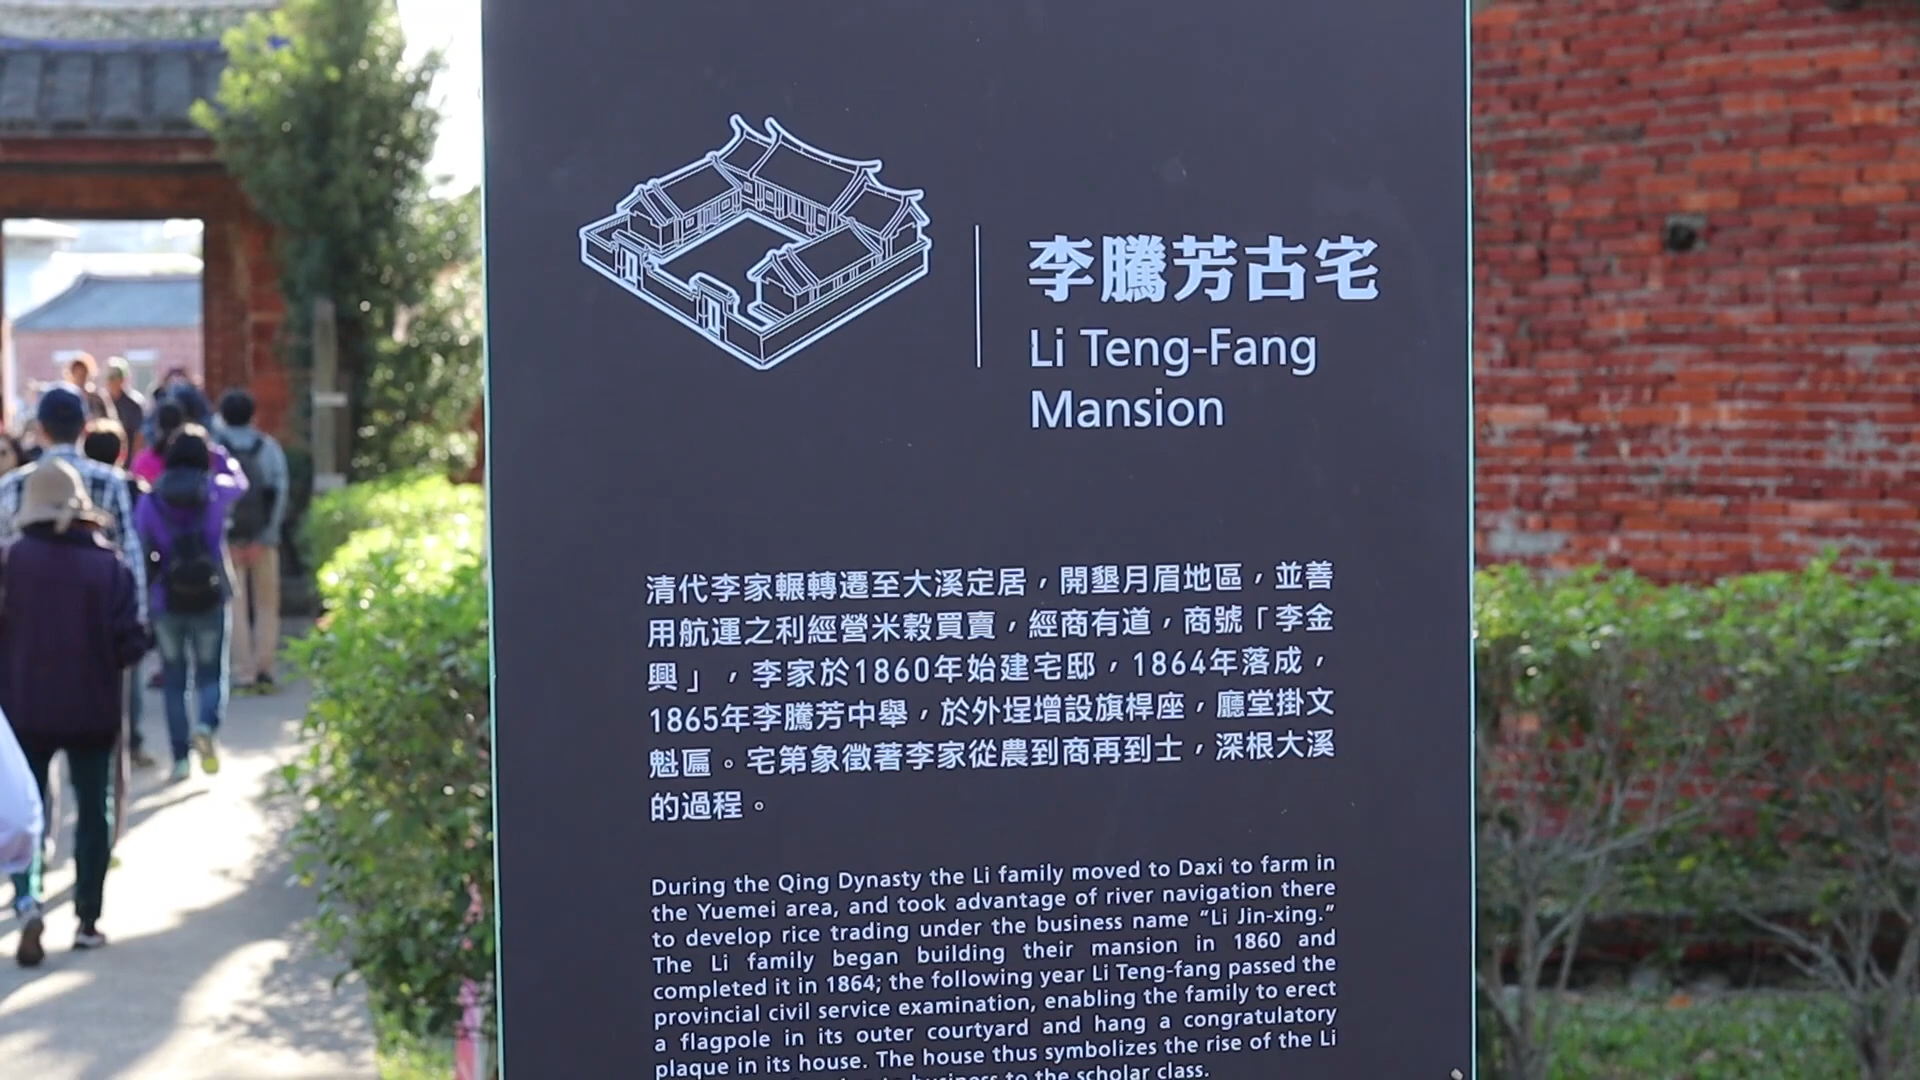 李騰芳古宅
Li Teng-Fang
Mansion
清代李家輾轉遷至大溪定居，開墾月眉地區，並善
用航運之利經營米穀買賣，經商有道，商號「李金
興」，李家於1860年始建宅邸，1864年落成，
1865年李騰芳中舉，於外埕增設旗桿座，廳堂掛文
魁匾。宅第象徵著李家從農到商再到士，深根大溪
的過程。
During the Qing Dynasty the Li family moved to Daxi to farm in
the Yuemei area, and took advantage of river navigation there
to develop rice trading under the business name “Li Jin-xing.”
The Li family began building their mansion in 1860 and
completed it in 1864; the following year Li Teng-fang passed the
provincial civil service examination, enabling the family to erect
a flagpole in its outer courtyard and hang a congratulatory
plaque in its house. The house thus symbolizes the rise of the Li
business to the scholar class.